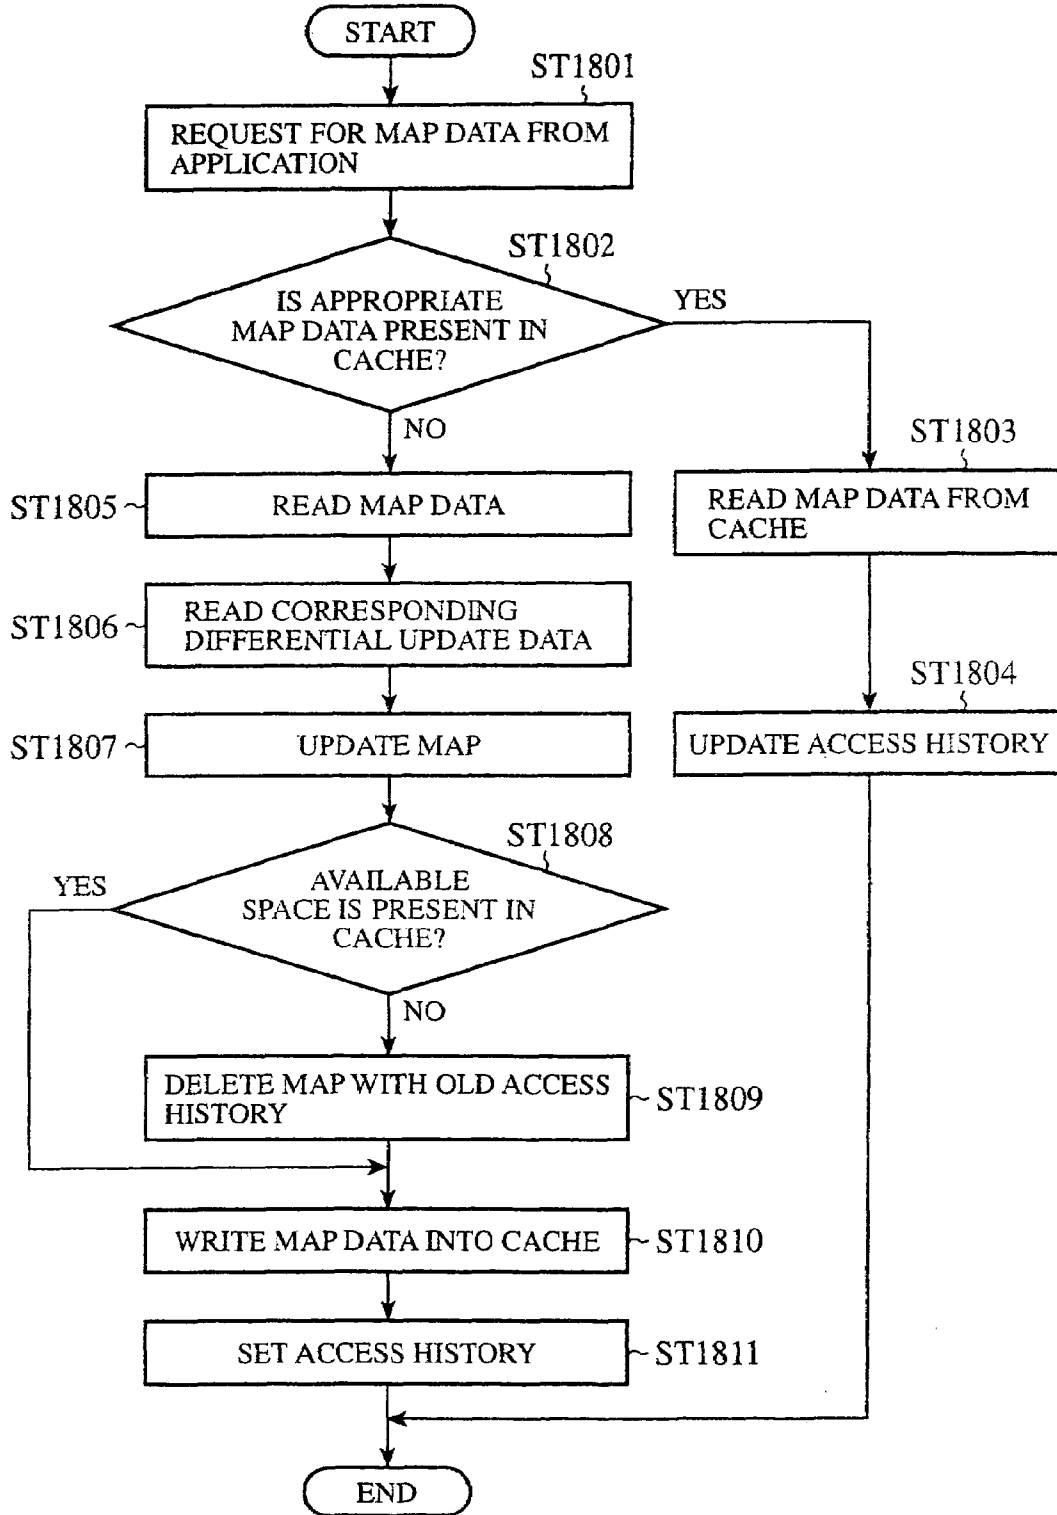 START
ST1801
REQUEST FOR MAP DATA FROM
APPLICATION
ST1802
IS APPROPRIATE
MAP DATA PRESENT IN
CACHE?
YES
NO
ST1803
READ MAP DATA FROM
CACHE
ST1805
READ MAP DATA
ST1806
READ CORRESPONDING
DIFFERENTIAL UPDATE DATA
ST1804
UPDATE ACCESS HISTORY
ST1807
UPDATE MAP
ST1808
YES
AVAILABLE
SPACE IS PRESENT IN
CACHE?
NO
DELETE MAP WITH OLD ACCESS
HISTORY
ST1809
WRITE MAP DATA INTO CACHE
ST1810
SET ACCESS HISTORY
ST1811
END